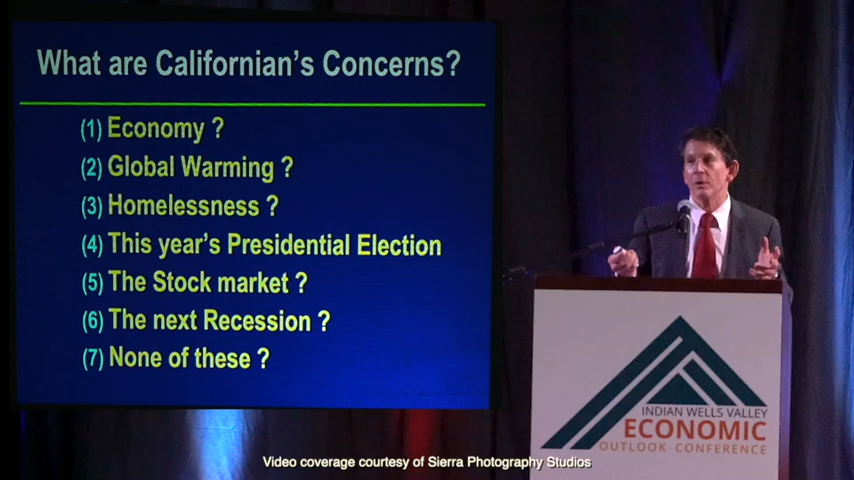 What are Californian's Concerns?
(1) Economy ?
(2) Global Warming ?
(3) Homelessness ?
(4) This year's Presidential Election
(5) The Stock market ?
(6) The next Recession ?
(7) None of these ?
INDIAN WELLS VALLEY
ECONOMIC
OUTLOOK CONFERENCE
Video coverage courtesy of Sierra Photography Studios